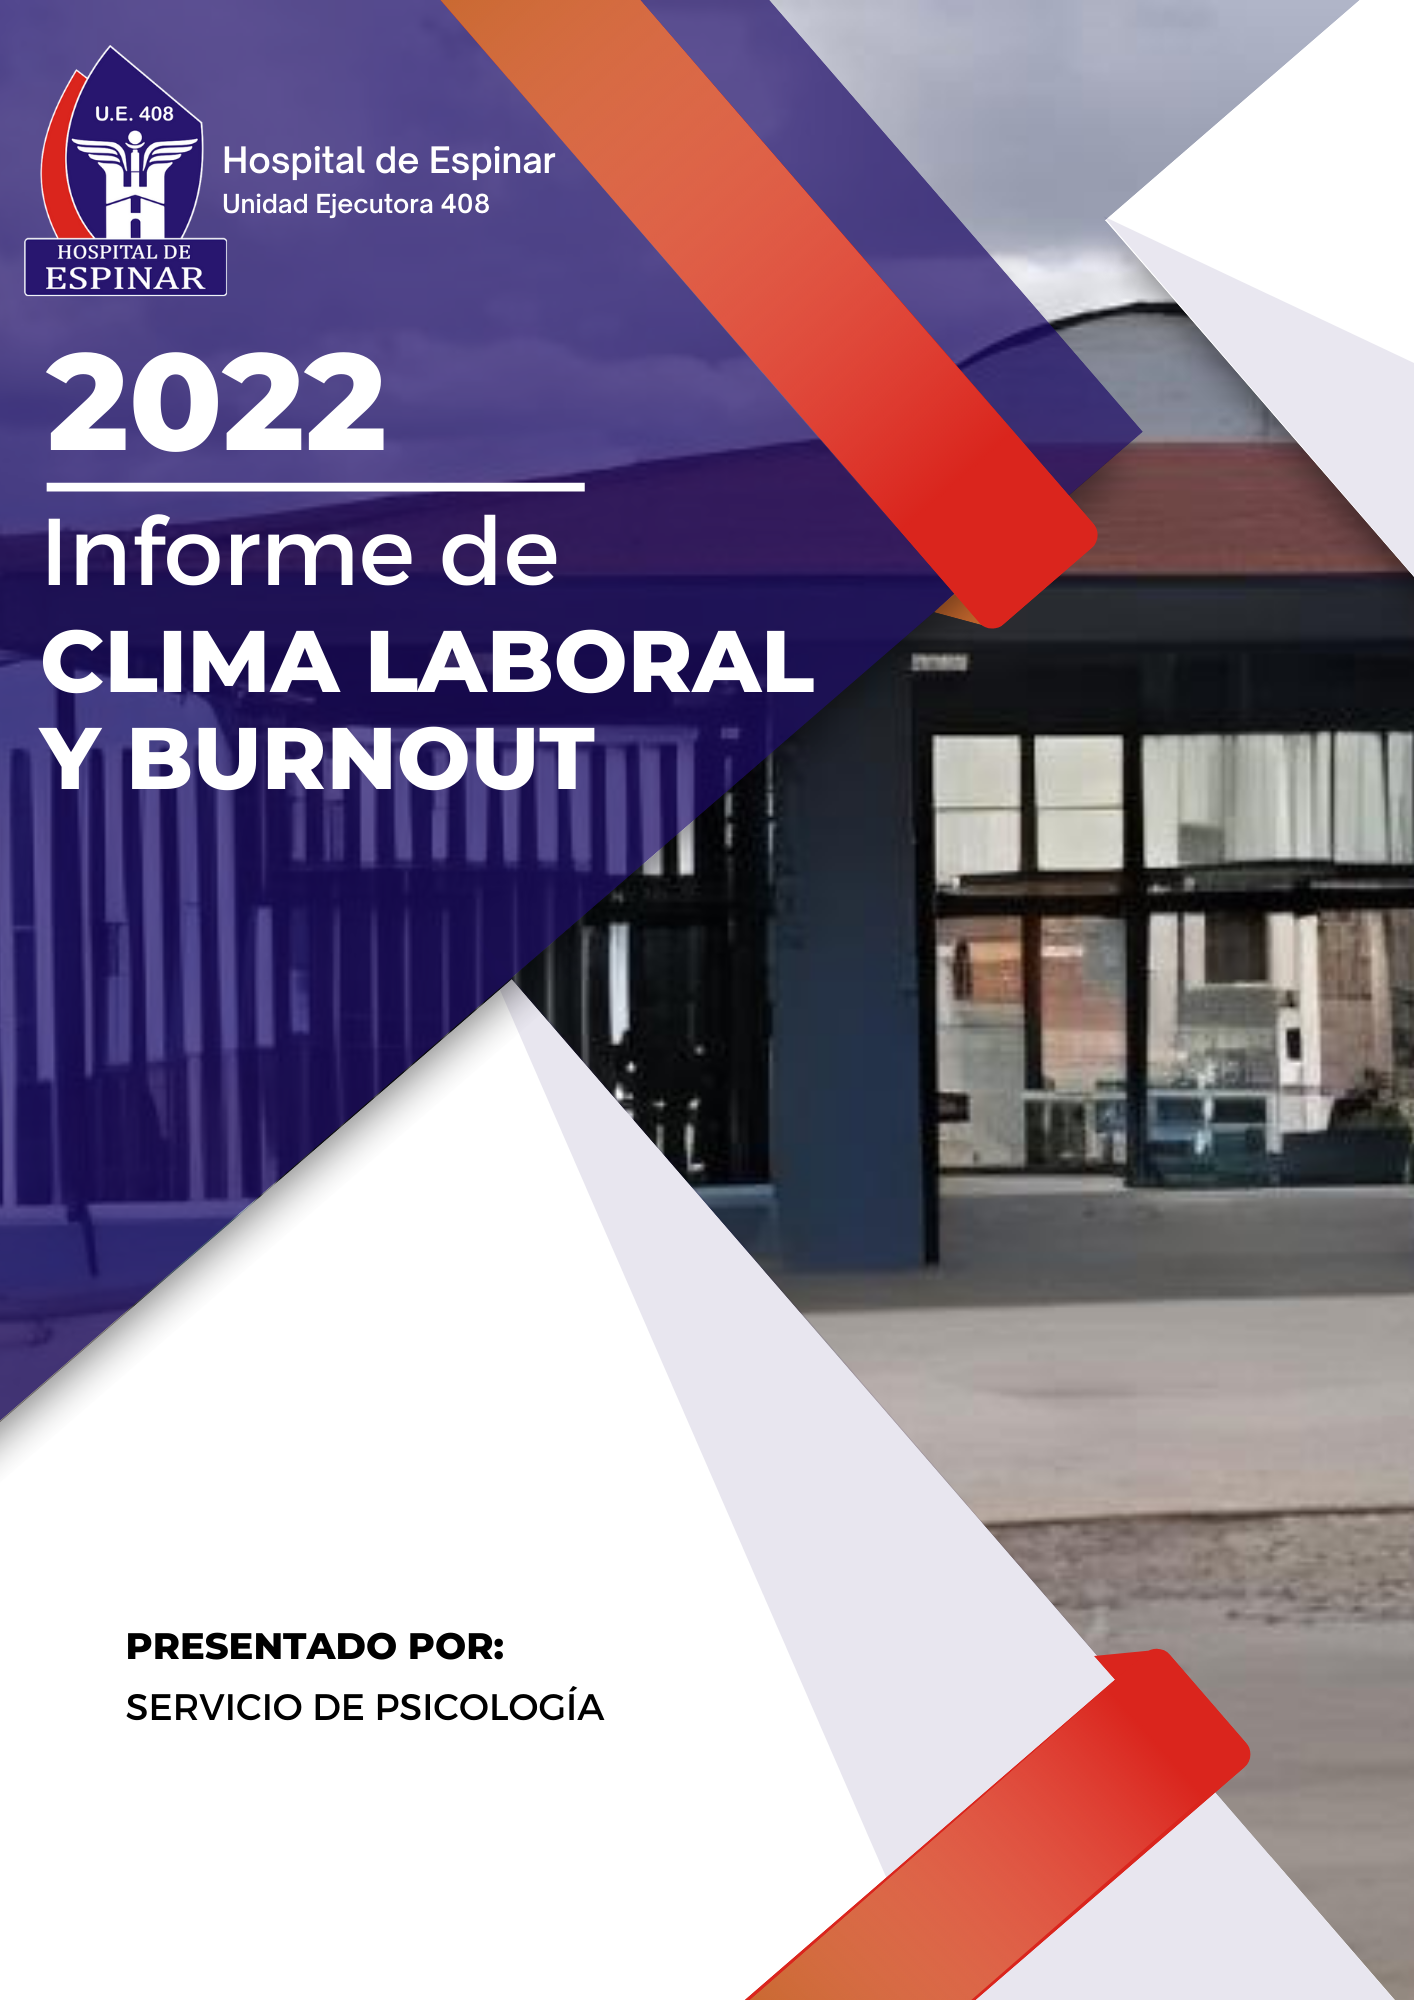 U.E. 408
HOSPITAL DE
ESPINAR
Hospital de Espinar
Unidad Ejecutora 408
2022
Informe de
CLIMA LABORAL
Y BURNOUT
PRESENTADO POR:
SERVICIO DE PSICOLOGÍA